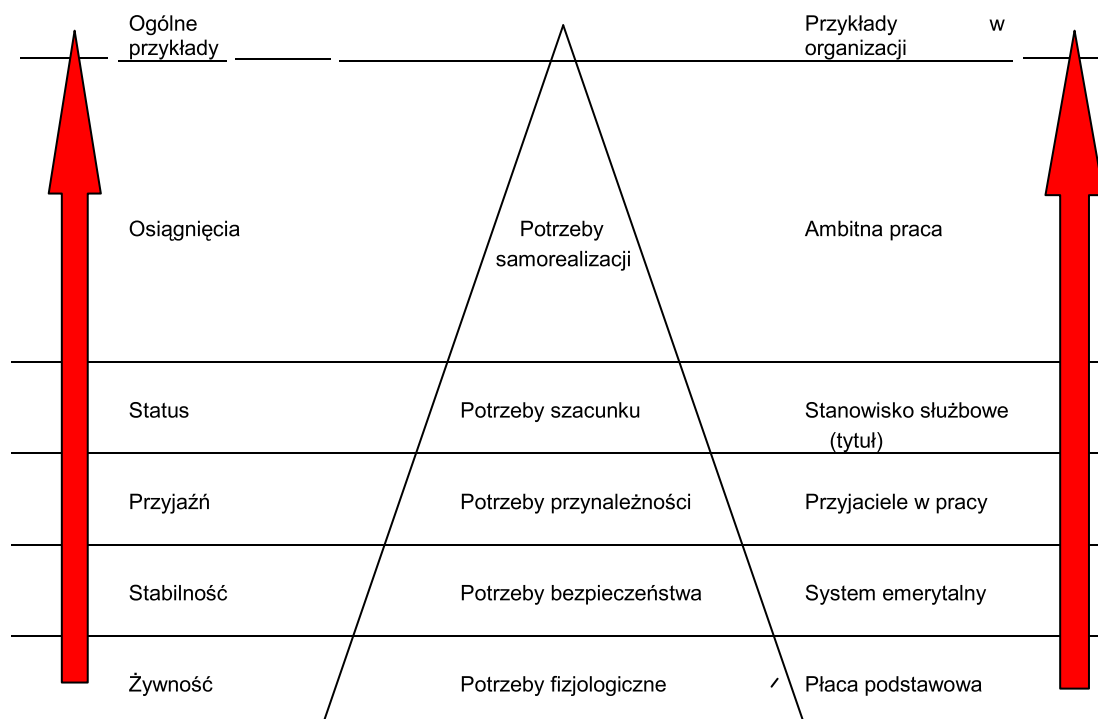 Ogólne
przykłady
Przykłady w
organizacji
Osiągnięcia
Potrzeby
samorealizacji
Ambitna praca
Status
Potrzeby szacunku
Stanowisko służbowe
(tytuł)
Przyjaźń
Potrzeby przynależności
Przyjaciele w pracy
Stabilność
Potrzeby bezpieczeństwa
System emerytalny
Żywność
Potrzeby fizjologiczne
Płaca podstawowa